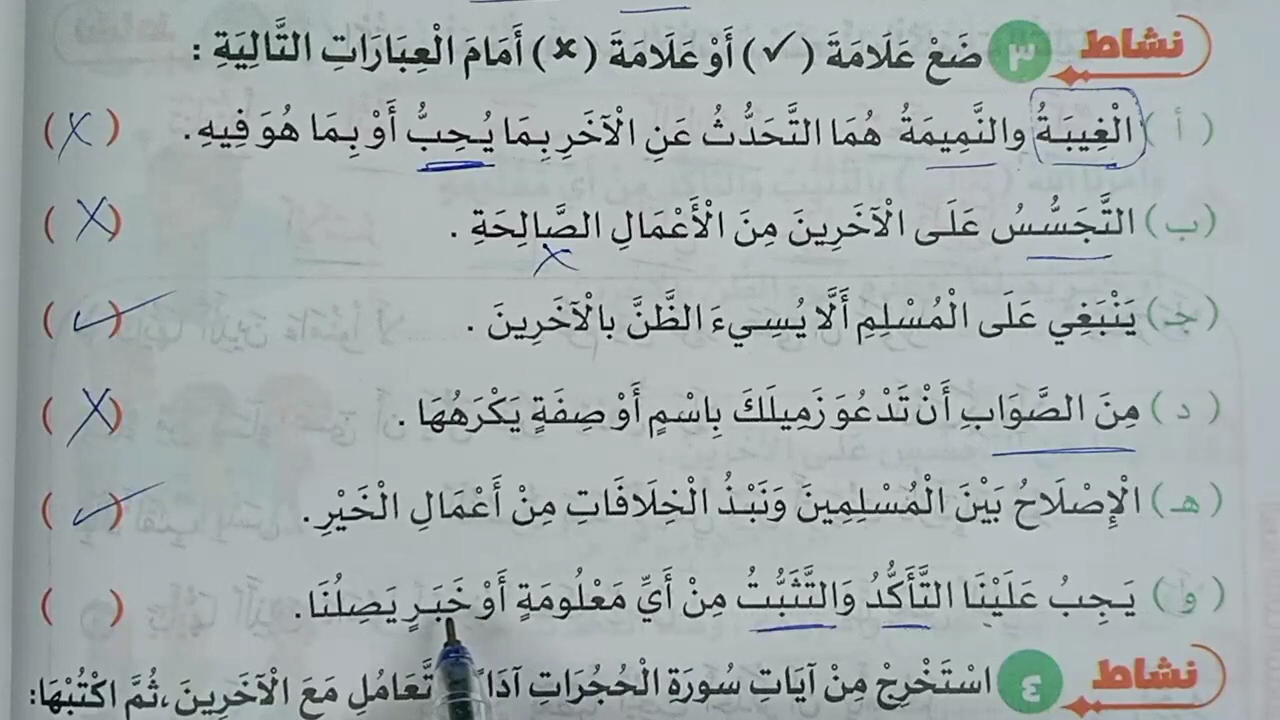 نشاط ٣ ضَعْ عَلَامَةَ (✓) أَوْ عَلَامَةَ (✗) أَمَامَ الْعِبَارَاتِ التَّالِيَةِ :
( أ ) الْغِيبَةُ والنَّمِيمَةُ هُمَا التَّحَدُّثُ عَنِ الْآخَرِ بِمَا يُحِبُّ أَوْ بِمَا هُوَ فِيهِ. (✗)
(ب) التَّجَسُّسُ عَلَى الْآخَرِينَ مِنَ الْأَعْمَالِ الصَّالِحَةِ . (✗)
(جـ) يَنْبَغِي عَلَى الْمُسْلِمِ أَلَّا يُسِيءَ الظَّنَّ بالْآخَرِينَ . (✓)
( د ) مِنَ الصَّوَابِ أَنْ تَدْعُوَ زَمِيلَكَ بِاسْمٍ أَوْ صِفَةٍ يَكْرَهُهَا . (✗)
(هـ) الْإِصْلَاحُ بَيْنَ الْمُسْلِمِينَ وَنَبْذُ الْخِلَافَاتِ مِنْ أَعْمَالِ الْخَيْرِ. (✓)
(و) يَجِبُ عَلَيْنَا التَّأَكُّدُ وَالتَّثَبُّتُ مِنْ أَيِّ مَعْلُومَةٍ أَوْ خَبَرٍ يَصِلُنَا. ( )
نشاط ٤ اسْتَخْرِجْ مِنْ آيَاتِ سُورَةِ الْحُجُرَاتِ مَعَ الْآخَرِينَ، ثُمَّ اكْتُبْهَا: